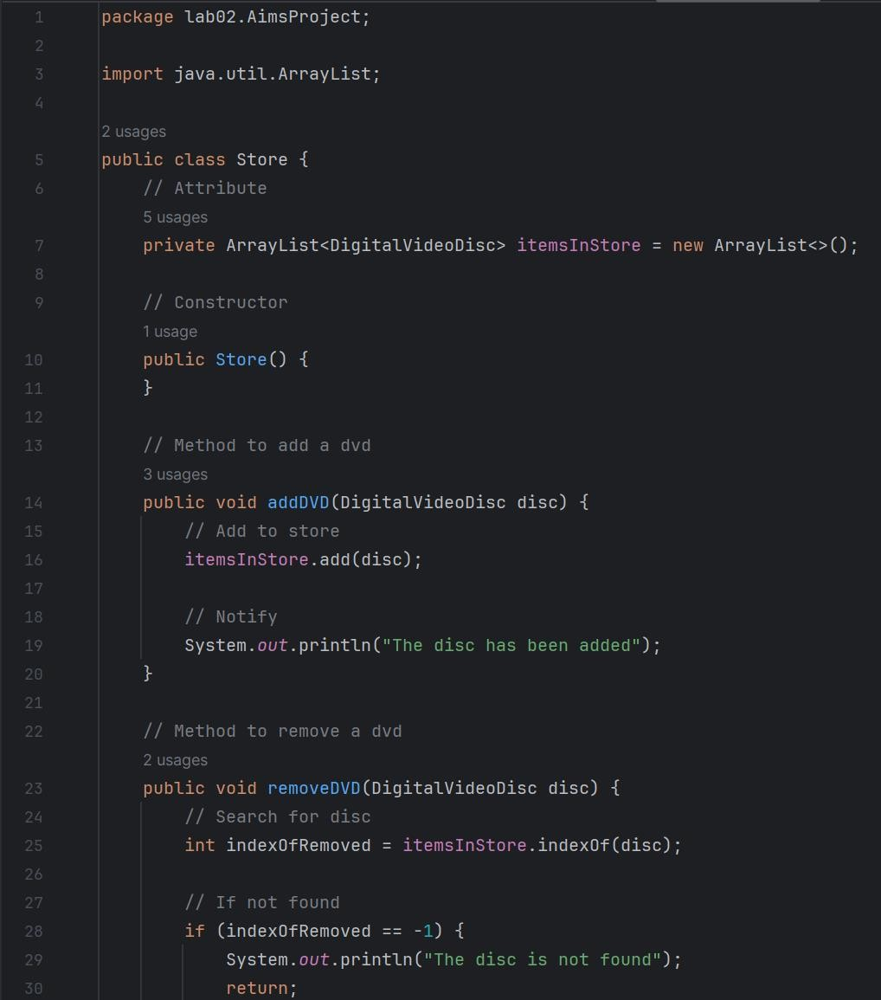 1 package lab02.AimsProject;
2
3 import java.util.ArrayList;
4
2 usages
5 public class Store {
6 // Attribute
5 usages
7 private ArrayList<DigitalVideoDisc> itemsInStore = new ArrayList<>();
8
9 // Constructor
1 usage
10 public Store() {
11 }
12
13 // Method to add a dvd
3 usages
14 public void addDVD(DigitalVideoDisc disc) {
15 // Add to store
16 itemsInStore.add(disc);
17
18 // Notify
19 System.out.println("The disc has been added");
20 }
21
22 // Method to remove a dvd
2 usages
23 public void removeDVD(DigitalVideoDisc disc) {
24 // Search for disc
25 int indexOfRemoved = itemsInStore.indexOf(disc);
26
27 // If not found
28 if (indexOfRemoved == -1) {
29 System.out.println("The disc is not found");
30 return;